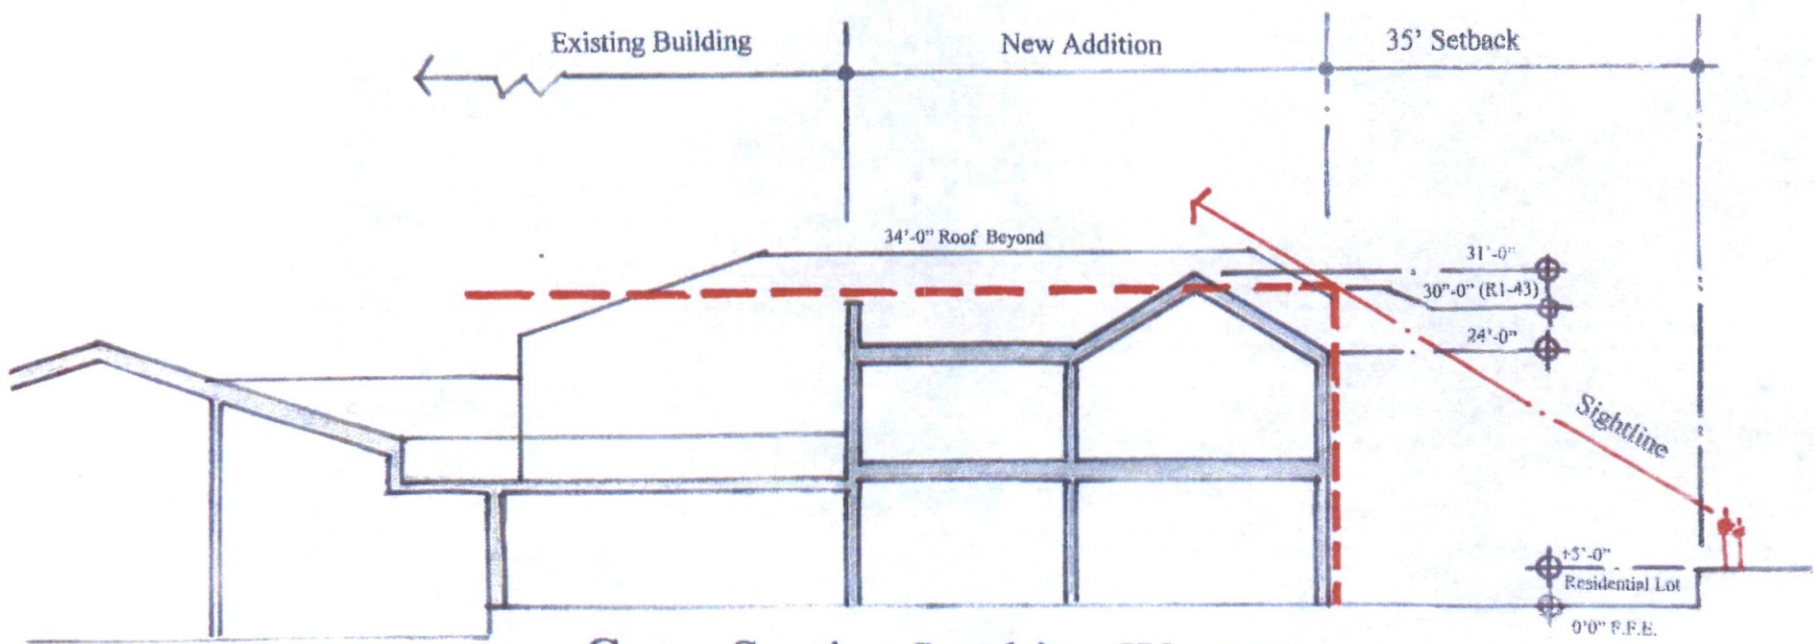 Existing Building
New Addition
35' Setback
34'-0" Roof Beyond
31'-0"
30"-0" (R1-43)
24'-0"
Sightline
+5'-0"
Residential Lot
0'0" F.F.E.